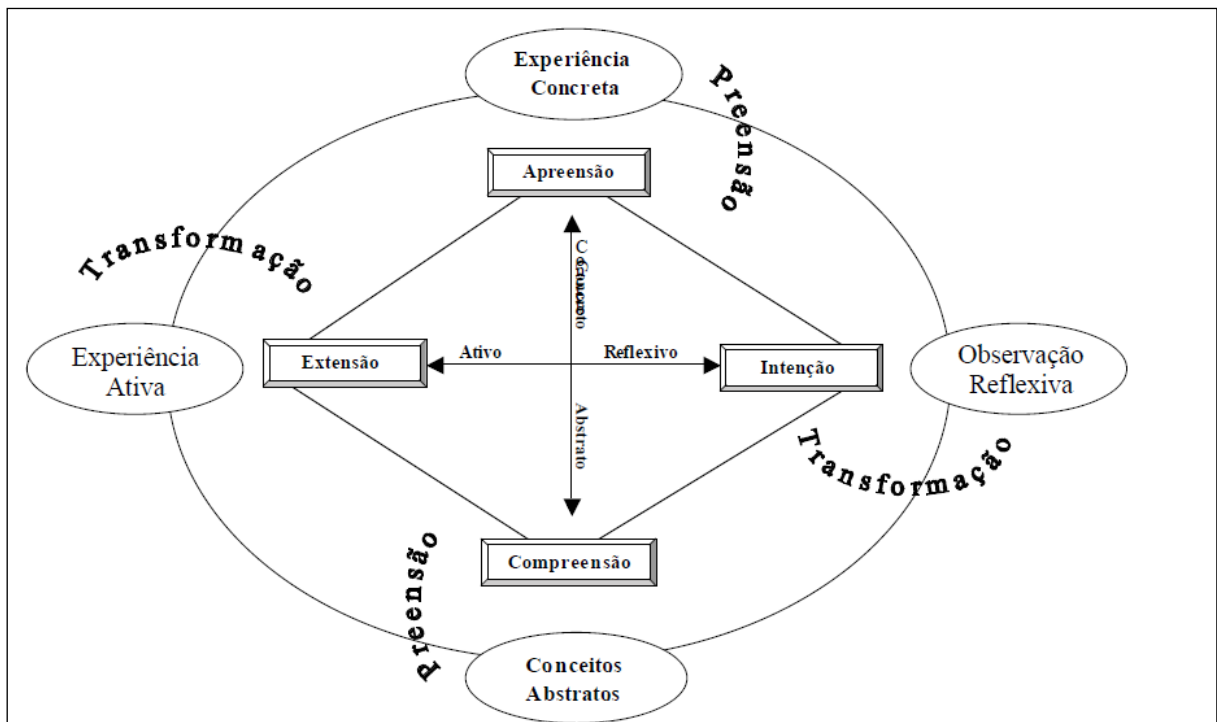 Experiência
Concreta
Preensão
Apreensão
Transformação
Concreto
Experiência
Ativa
Extensão
Ativo
Reflexivo
Intenção
Observação
Reflexiva
Abstrato
Transformação
Compreensão
Preensão
Conceitos
Abstratos